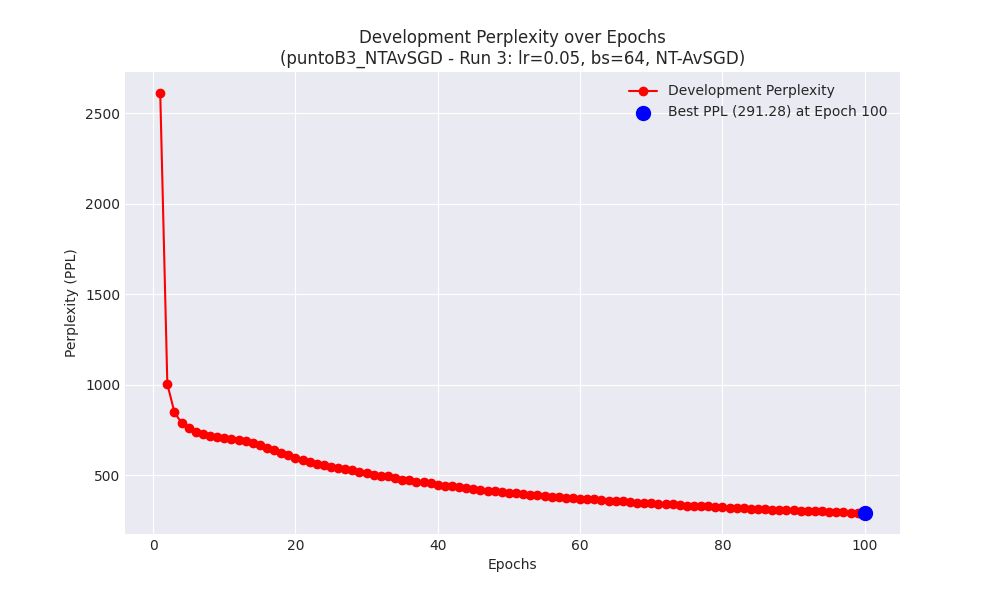 Development Perplexity over Epochs
(puntoB3_NTAvSGD - Run 3: lr=0.05, bs=64, NT-AvSGD)
Development Perplexity
Best PPL (291.28) at Epoch 100
Perplexity (PPL)
2500
2000
1500
1000
500
0 20 40 60 80 100
Epochs